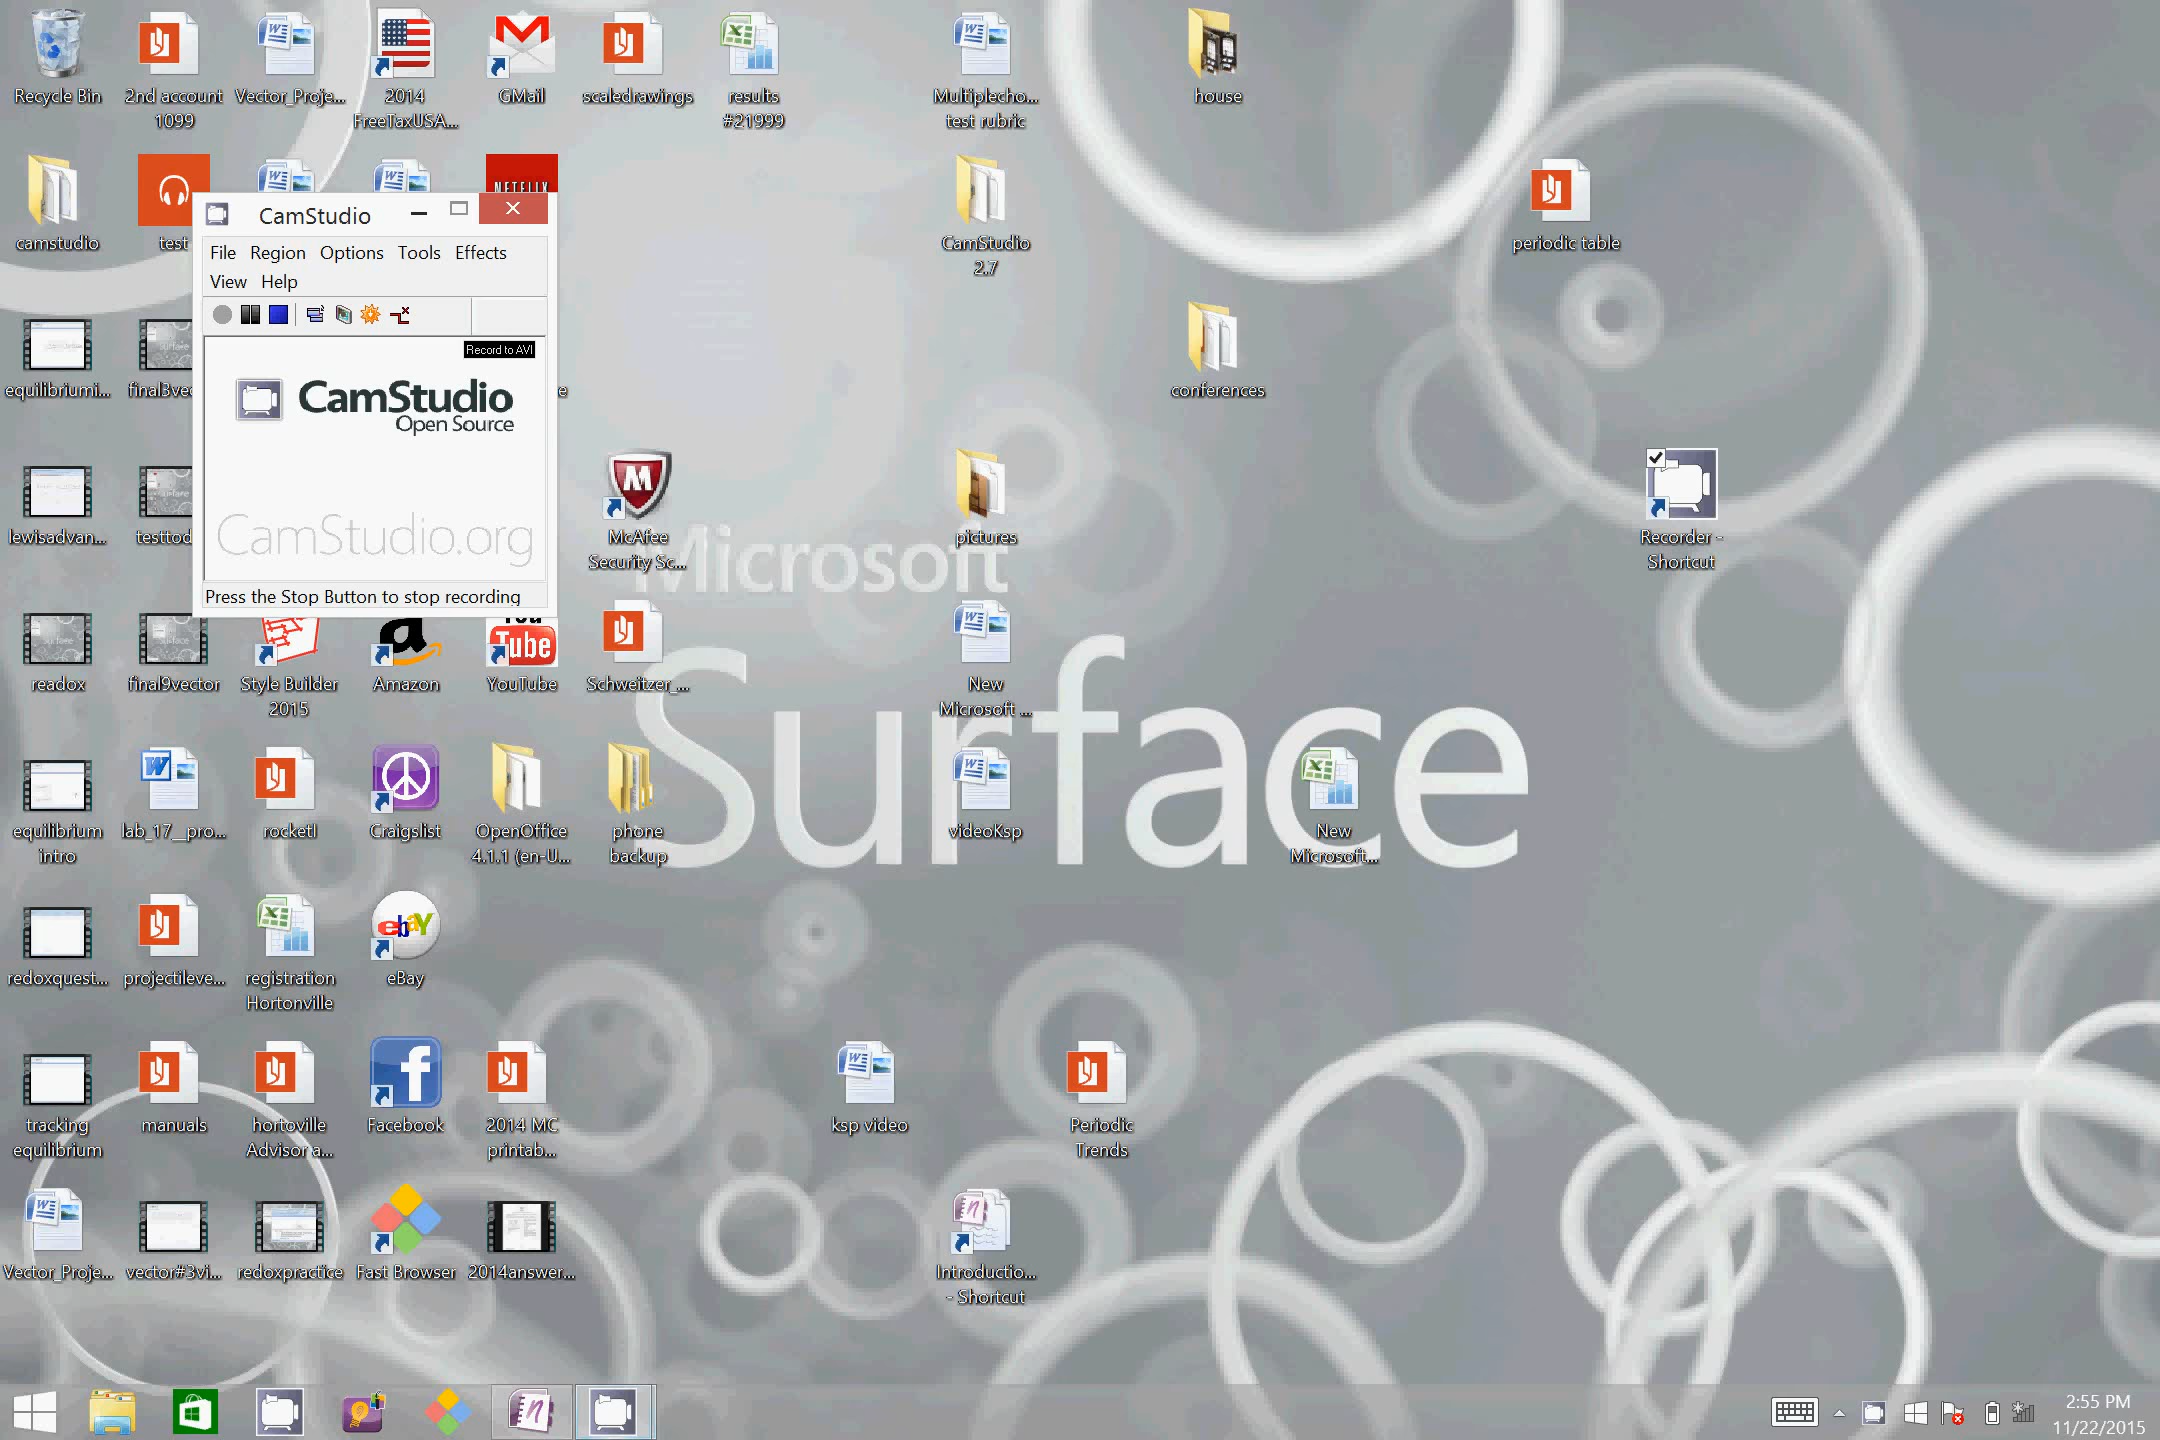 Recycle Bin
2nd account
1099
Vector_Proje...
2014
FreeTaxUSA...
GMail
scaledrawings
results
#21999
Multiplecho...
test rubric
house
camstudio
test
NETFLIX
CamStudio
2.7
periodic table
CamStudio
File Region Options Tools Effects
View Help
Record to AVI
CamStudio
Open Source
CamStudio.org
Press the Stop Button to stop recording
equilibriumi...
conferences
lewisadvan...
McAfee
Security Sc...
pictures
Recorder -
Shortcut
Microsoft
Surface
readox
final9vector
Style Builder
2015
Amazon
YouTube
Tube
Schweitzer_...
New
Microsoft ...
equilibrium
intro
lab_17__pro...
rocketl
Craigslist
OpenOffice
4.1.1 (en-U...
phone
backup
videoKsp
New
Microsoft...
redoxquest...
projectileve...
registration
Hortonville
ebay
eBay
tracking
equilibrium
manuals
hortoville
Advisor a...
Facebook
2014 MC
printab...
ksp video
Periodic
Trends
Vector_Proje...
vector#3vi...
redoxpractice
Fast Browser
2014answer...
Introductio...
- Shortcut
2:55 PM
11/22/2015